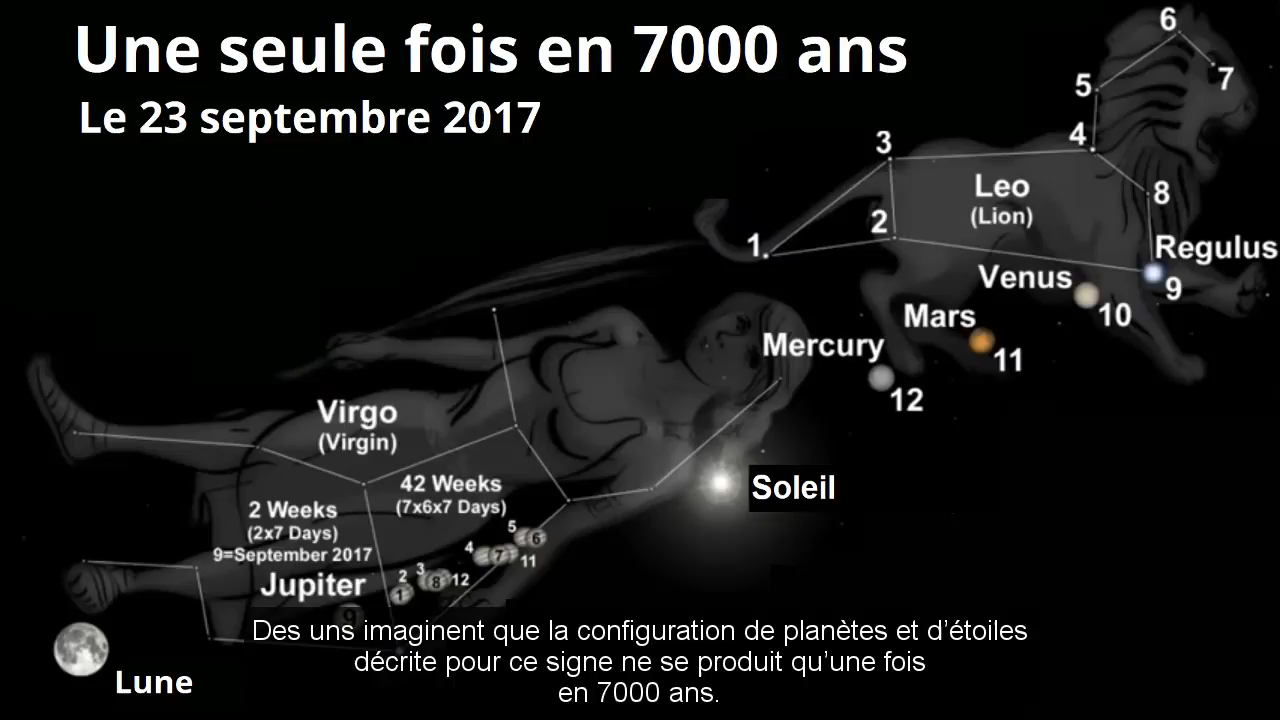 Une seule fois en 7000 ans
Le 23 septembre 2017
6
7
5
4
3
8
2
1
Leo
(Lion)
Regulus
9
Venus
10
Mars
11
Mercury
12
Virgo
(Virgin)
42 Weeks
(7x6x7 Days)
Soleil
2 Weeks
(2x7 Days)
9=September 2017
5
6
4
7
11
Jupiter
2
3
1
8
12
9
Lune
Des uns imaginent que la configuration de planètes et d’étoiles
décrite pour ce signe ne se produit qu’une fois
en 7000 ans.